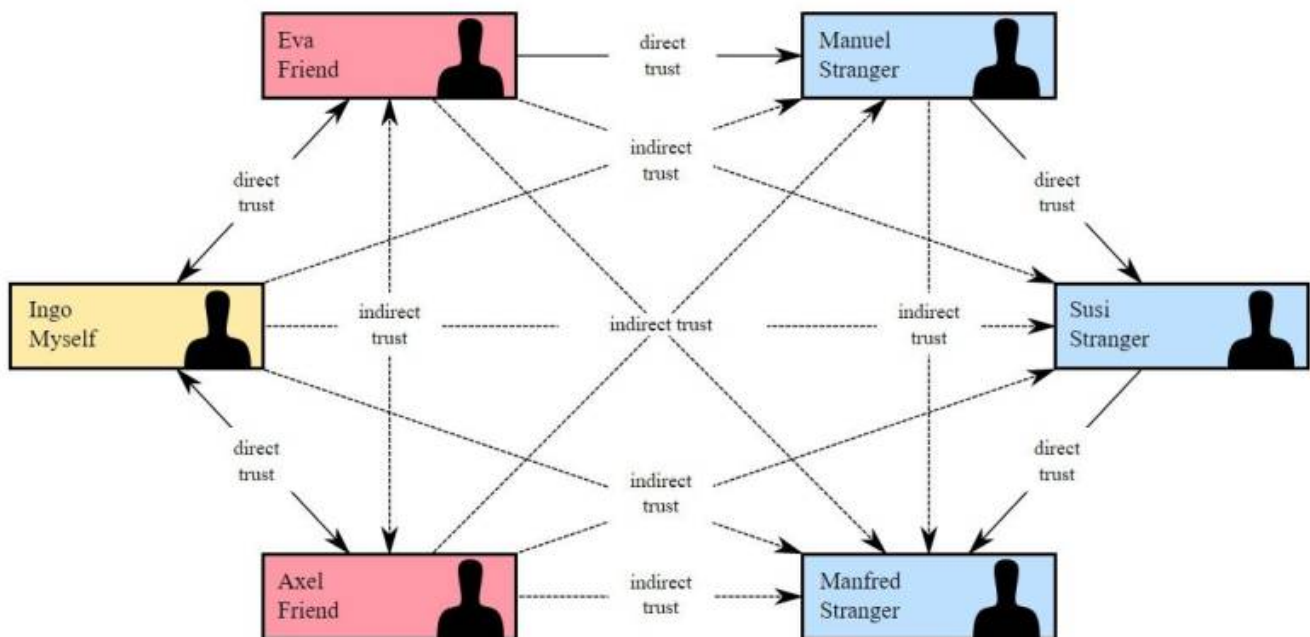 Eva
Friend
direct
trust
Manuel
Stranger
indirect
trust
direct
trust
direct
trust
Ingo
Myself
indirect
trust
indirect trust
indirect
trust
Susi
Stranger
direct
trust
indirect
trust
direct
trust
Axel
Friend
indirect
trust
Manfred
Stranger